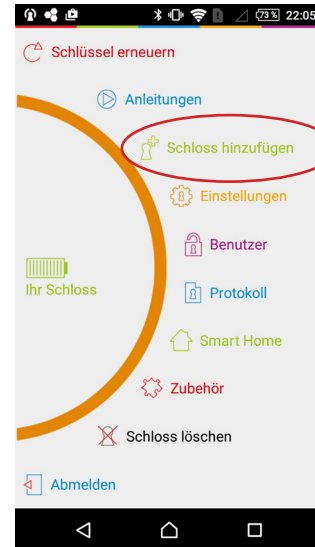 73% 22:05
Schlüssel erneuern
Anleitungen
Schloss hinzufügen
Einstellungen
Benutzer
Ihr Schloss
Protokoll
Smart Home
Zubehör
Schloss löschen
Abmelden